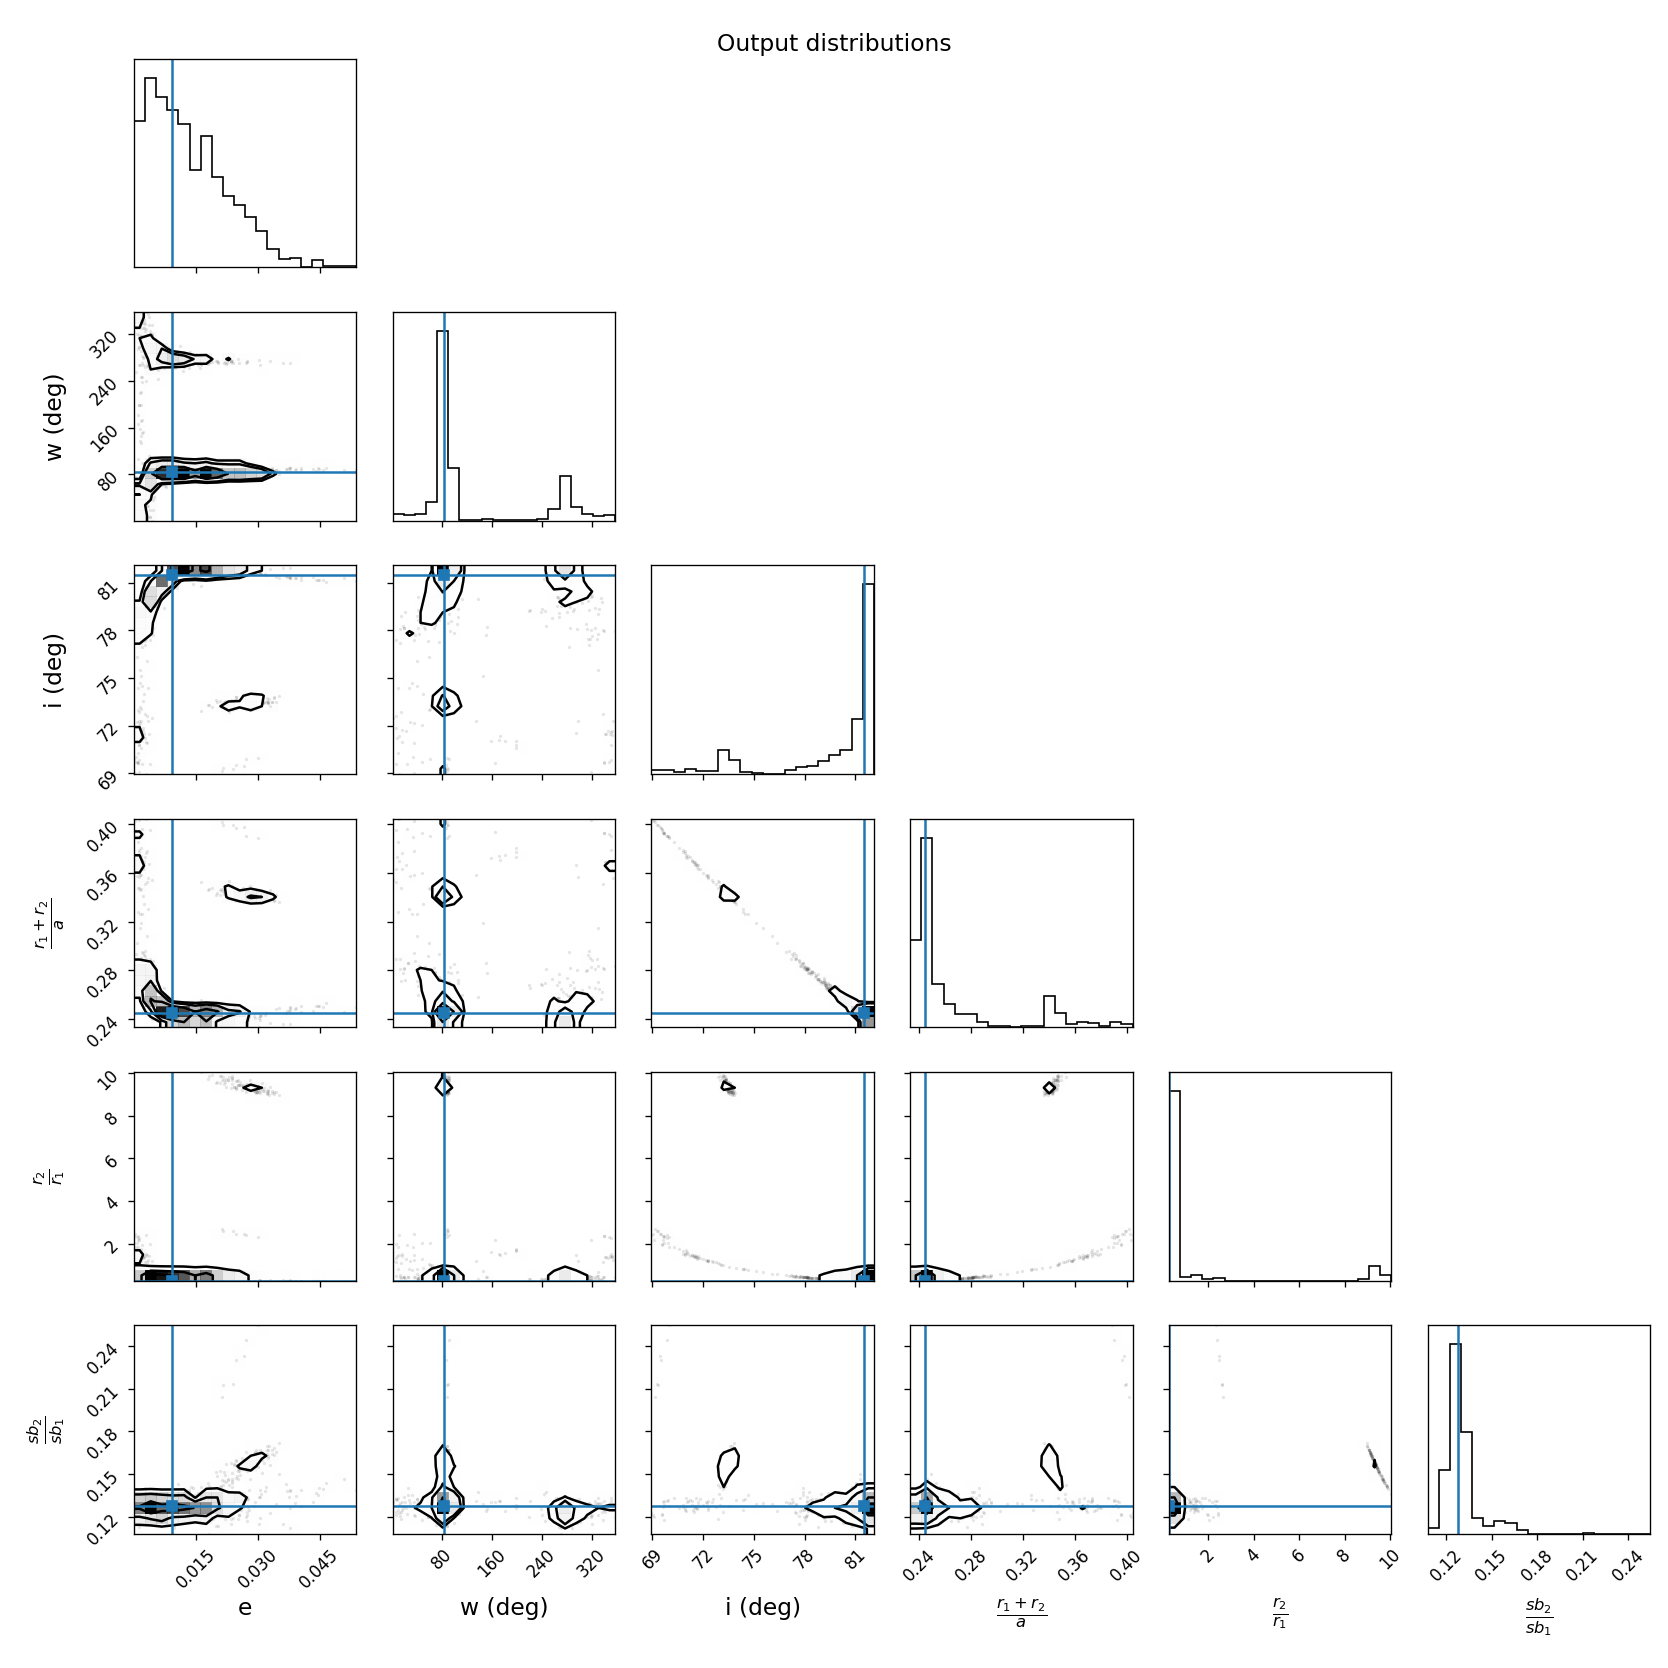 Output distributions
w (deg)
320
240
160
80
i (deg)
81
78
75
72
69
r₁ + r₂
a
0.40
0.36
0.32
0.28
0.24
r₂
r₁
10
8
6
4
2
sb₂
sb₁
0.24
0.21
0.18
0.15
0.12
0.015 0.030 0.045
80 160 240 320
69 72 75 78 81
0.24 0.28 0.32 0.36 0.40
2 4 6 8 10
0.12 0.15 0.18 0.21 0.24
e
w (deg)
i (deg)
r₁ + r₂
a
r₂
r₁
sb₂
sb₁